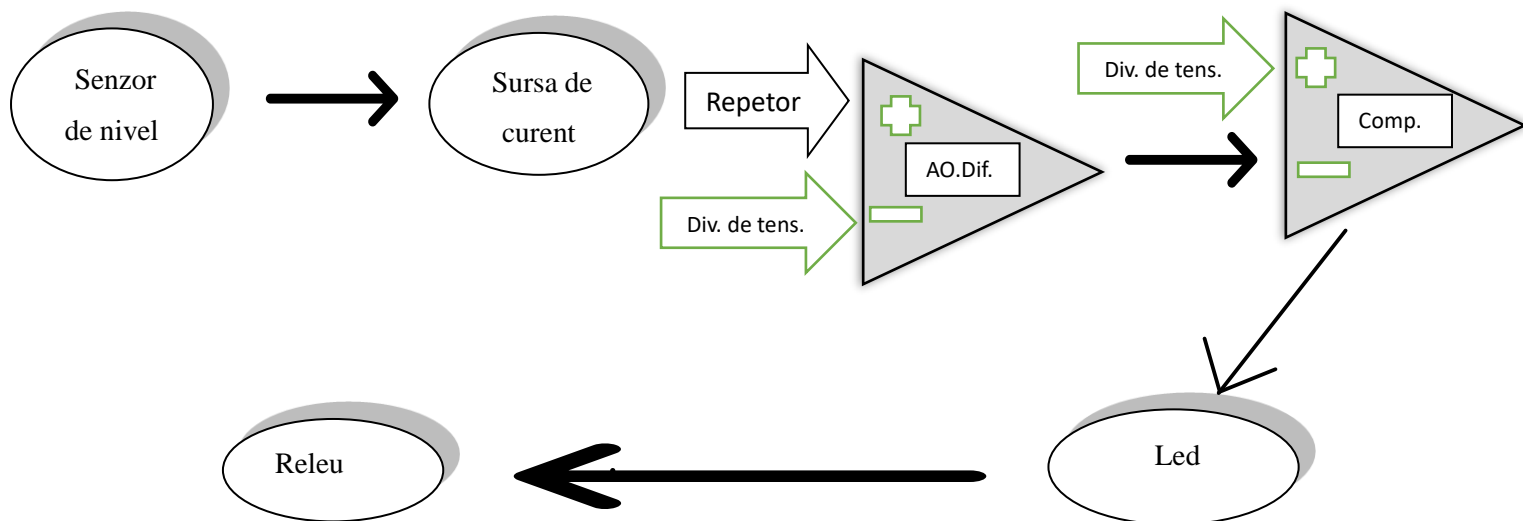 Senzor
de nivel
Sursa de
curent
Repetor
Div. de tens.
AO.Dif.
Div. de tens.
Comp.
Led
Releu